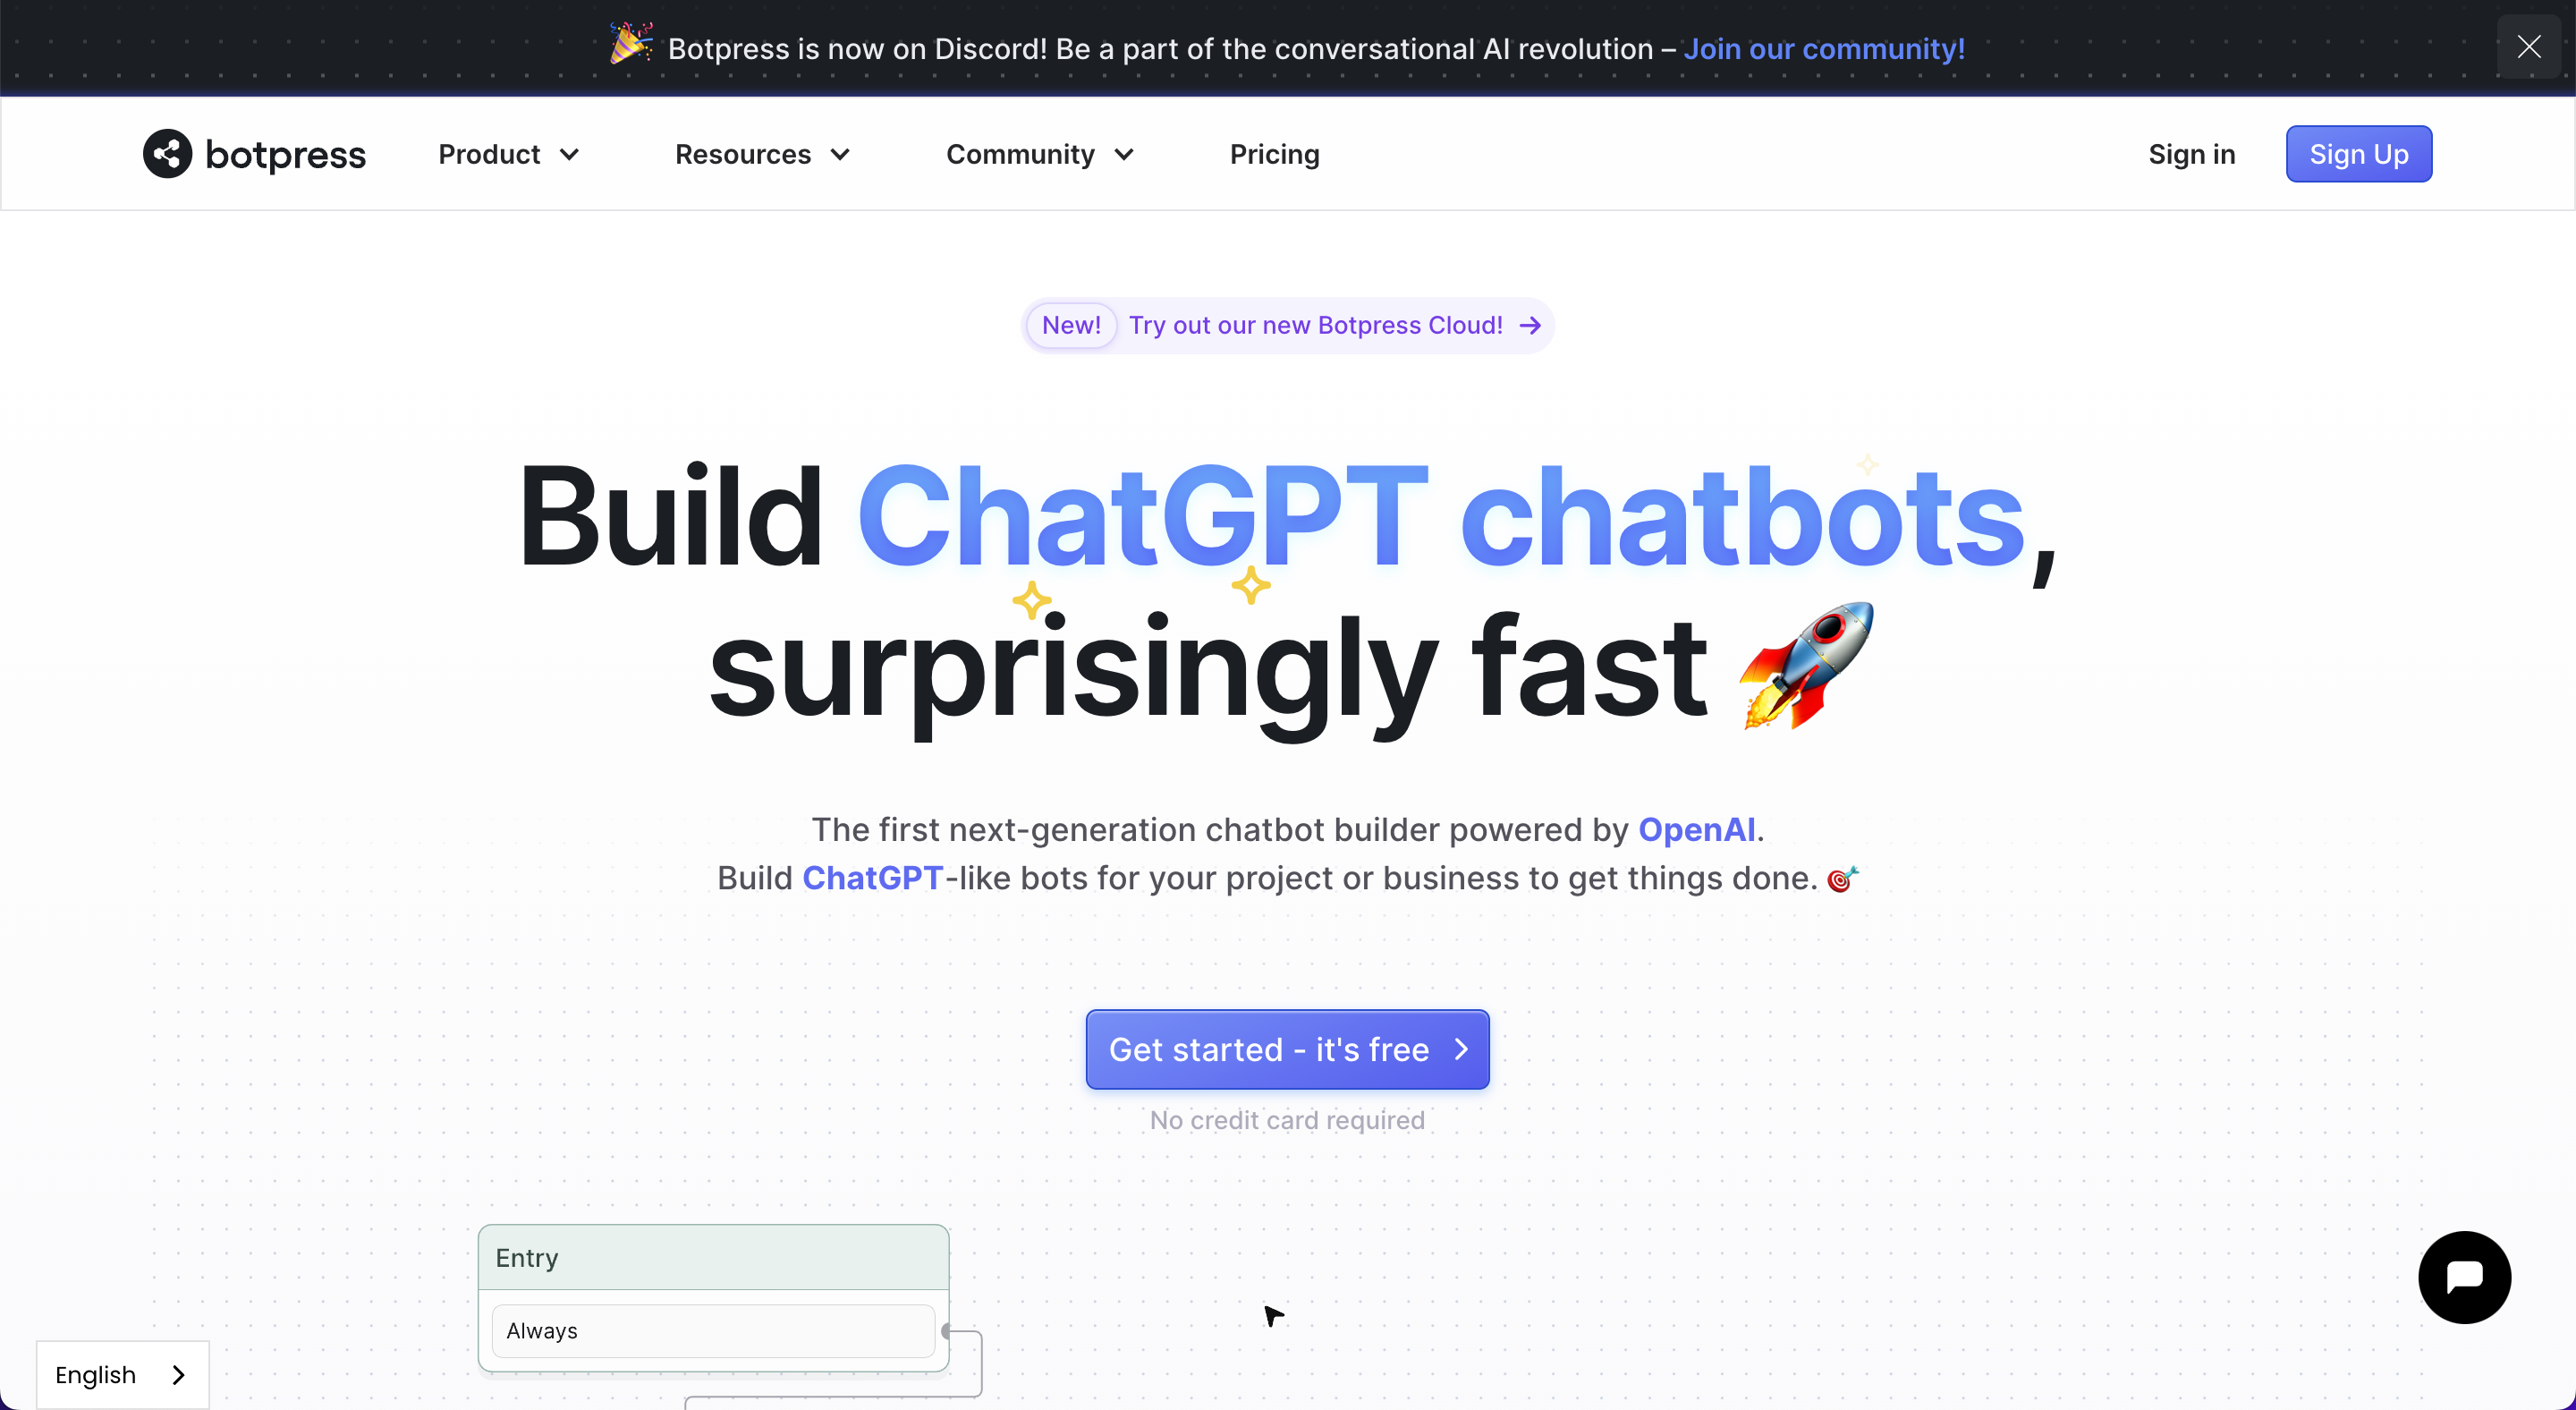 🎉 Botpress is now on Discord! Be a part of the conversational AI revolution – Join our community!
botpress Product Resources Community Pricing Sign in Sign Up
New! Try out our new Botpress Cloud! →
Build ChatGPT chatbots,
surprisingly fast 🚀
The first next-generation chatbot builder powered by OpenAI.
Build ChatGPT-like bots for your project or business to get things done. 🎯
Get started - it's free
No credit card required
Entry
Always
English